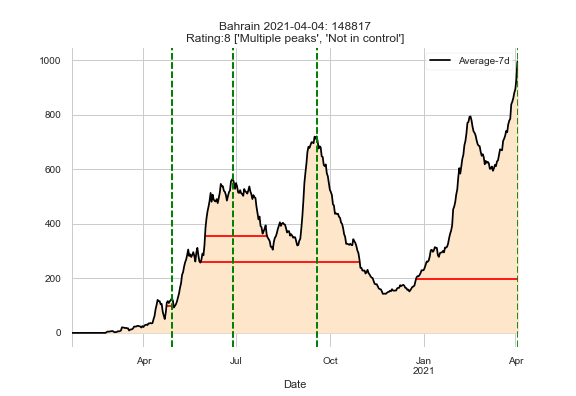 Bahrain 2021-04-04: 148817
Rating:8 ['Multiple peaks', 'Not in control']
Average-7d
1000
800
600
400
200
0
Apr
Jul
Oct
Jan
2021
Apr
Date